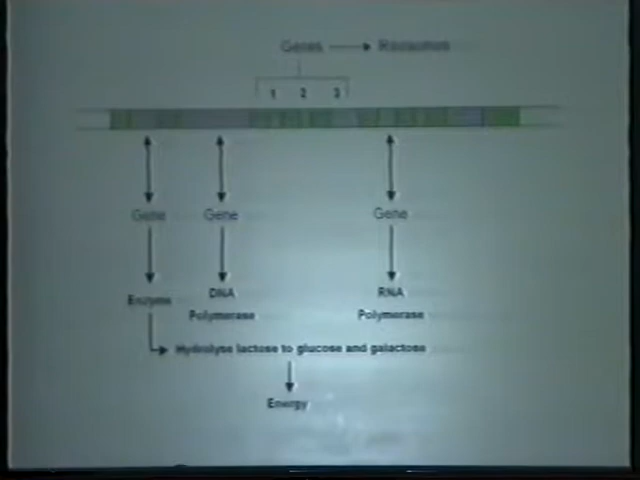 Genes → Ribosomes
1 2 3
Gene Gene Gene
Enzyme DNA Polymerase RNA Polymerase
Hydrolyse lactose to glucose and galactose
Energy